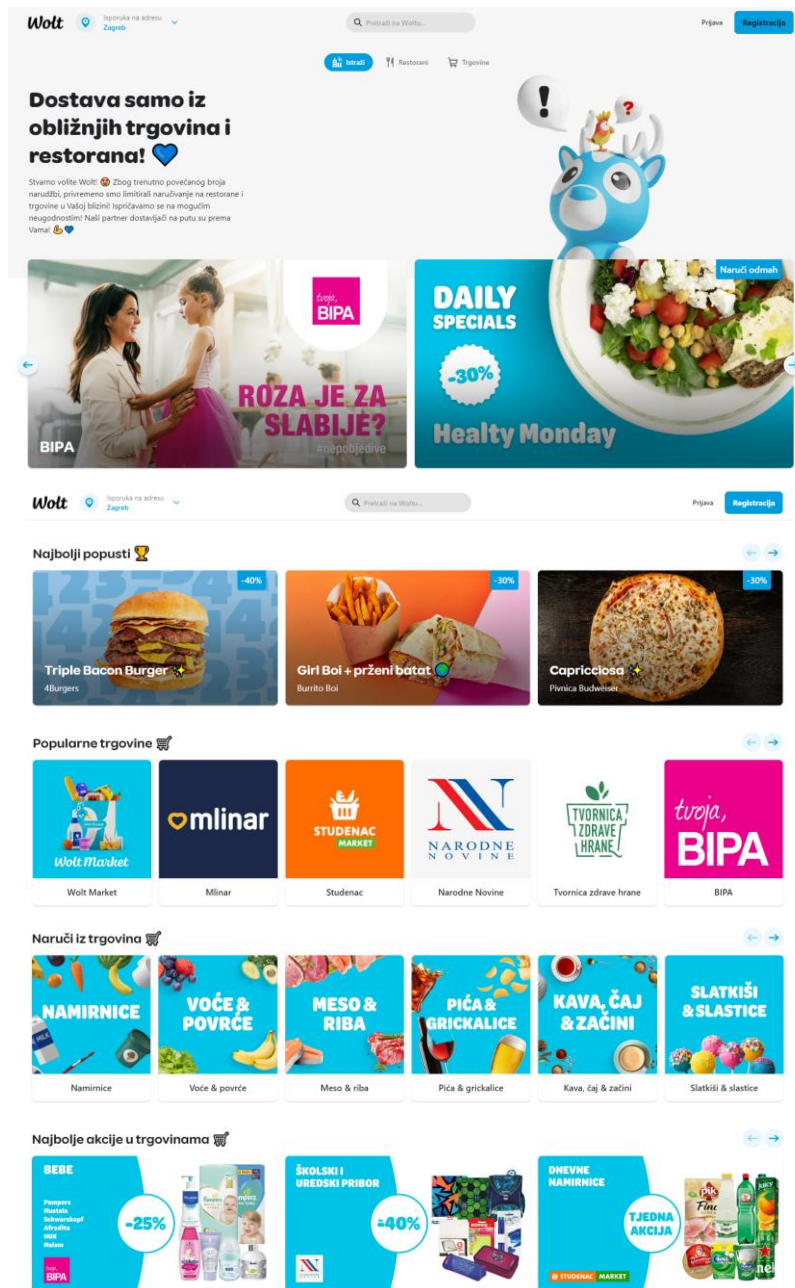 Wolt
Isporuka na adresu
Zagreb
Pretraži na Woltu...
Prijava
Registracija
Istraži
Restorani
Trgovine
Dostava samo iz
obližnjih trgovina i
restorana! 💙
Stvarno volite Wolt! 🥰 Zbog trenutno povećanog broja
narudžbi, privremeno smo limitirali naručivanje na restorane i
trgovine u Vašoj blizini! Ispričavamo se na mogućim
neugodnostim! Naši partner dostavljači na putu su prema
Vama! 💪💙
!
?
tvoja,
BIPA
ROZA JE ZA
SLABIJE?
#nepobjedive
BIPA
Naruči odmah
DAILY
SPECIALS
-30%
Healty Monday
Wolt
Isporuka na adresu
Zagreb
Pretraži na Woltu...
Prijava
Registracija
Najbolji popusti 🏆
-40%
Triple Bacon Burger ✨
4Burgers
-30%
Girl Boi + prženi batat 🌍
Burrito Boi
-30%
Capricciosa ✨
Pivnica Budweiser
Popularne trgovine 🛒
Wolt Market
Wolt Market
mlinar
Mlinar
STUDENAC
MARKET
Studenac
NARODNE
NOVINE
Narodne Novine
TVORNICA
ZDRAVE
HRANE
Tvornica zdrave hrane
tvoja,
BIPA
BIPA
Naruči iz trgovina 🛒
NAMIRNICE
Namirnice
VOĆE &
POVRĆE
Voće & povrće
MESO &
RIBA
Meso & riba
PIĆA &
GRICKALICE
Pića & grickalice
KAVA, ČAJ
& ZAČINI
Kava, čaj & začini
SLATKIŠI
& SLASTICE
Slatkiši & slastice
Najbolje akcije u trgovinama 🛒
BEBE
Pampers
Mustela
Schwarzkopf
Afrodita
NUK
Melem
-25%
tvoja,
BIPA
ŠKOLSKI I
UREDSKI PRIBOR
-40%
DNEVNE
NAMIRNICE
TJEDNA
AKCIJA
STUDENAC MARKET